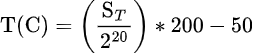 T(C) = (S_T / 2^20) * 200 − 50